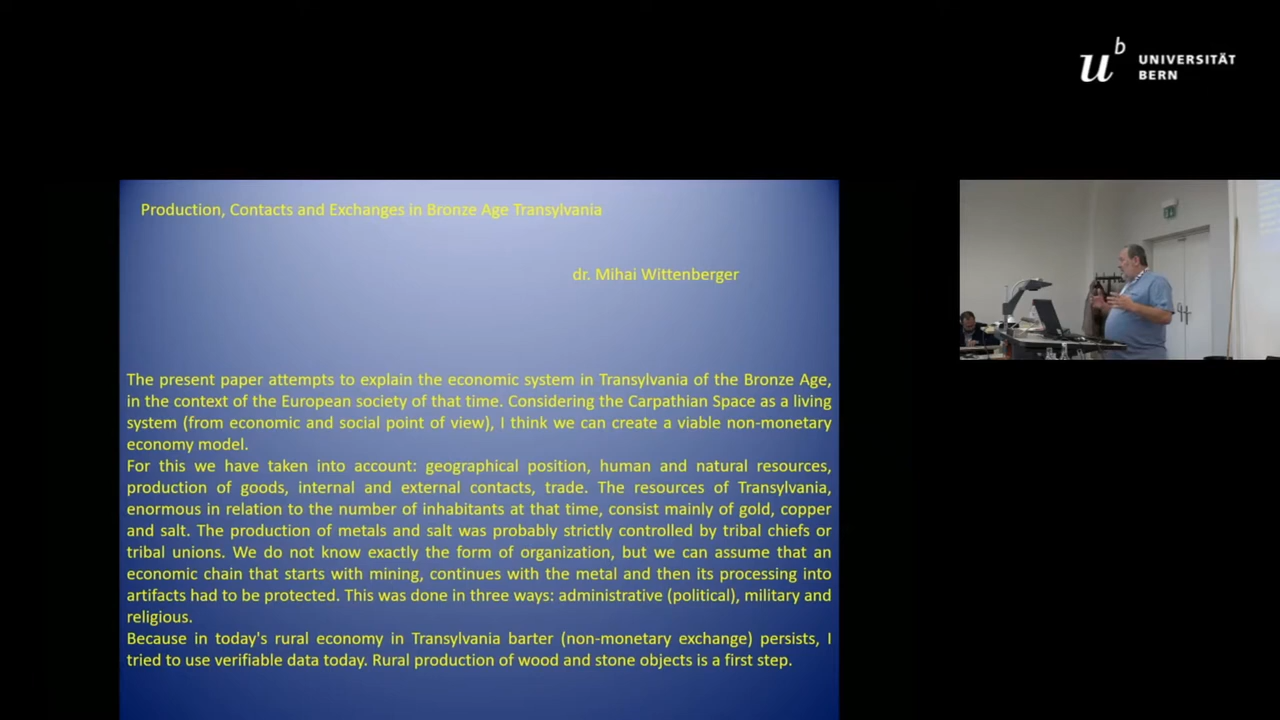 u^b UNIVERSITÄT
BERN
Production, Contacts and Exchanges in Bronze Age Transylvania
dr. Mihai Wittenberger
The present paper attempts to explain the economic system in Transylvania of the Bronze Age,
in the context of the European society of that time. Considering the Carpathian Space as a living
system (from economic and social point of view), I think we can create a viable non-monetary
economy model.
For this we have taken into account: geographical position, human and natural resources,
production of goods, internal and external contacts, trade. The resources of Transylvania,
enormous in relation to the number of inhabitants at that time, consist mainly of gold, copper
and salt. The production of metals and salt was probably strictly controlled by tribal chiefs or
tribal unions. We do not know exactly the form of organization, but we can assume that an
economic chain that starts with mining, continues with the metal and then its processing into
artifacts had to be protected. This was done in three ways: administrative (political), military and
religious.
Because in today's rural economy in Transylvania barter (non-monetary exchange) persists, I
tried to use verifiable data today. Rural production of wood and stone objects is a first step.